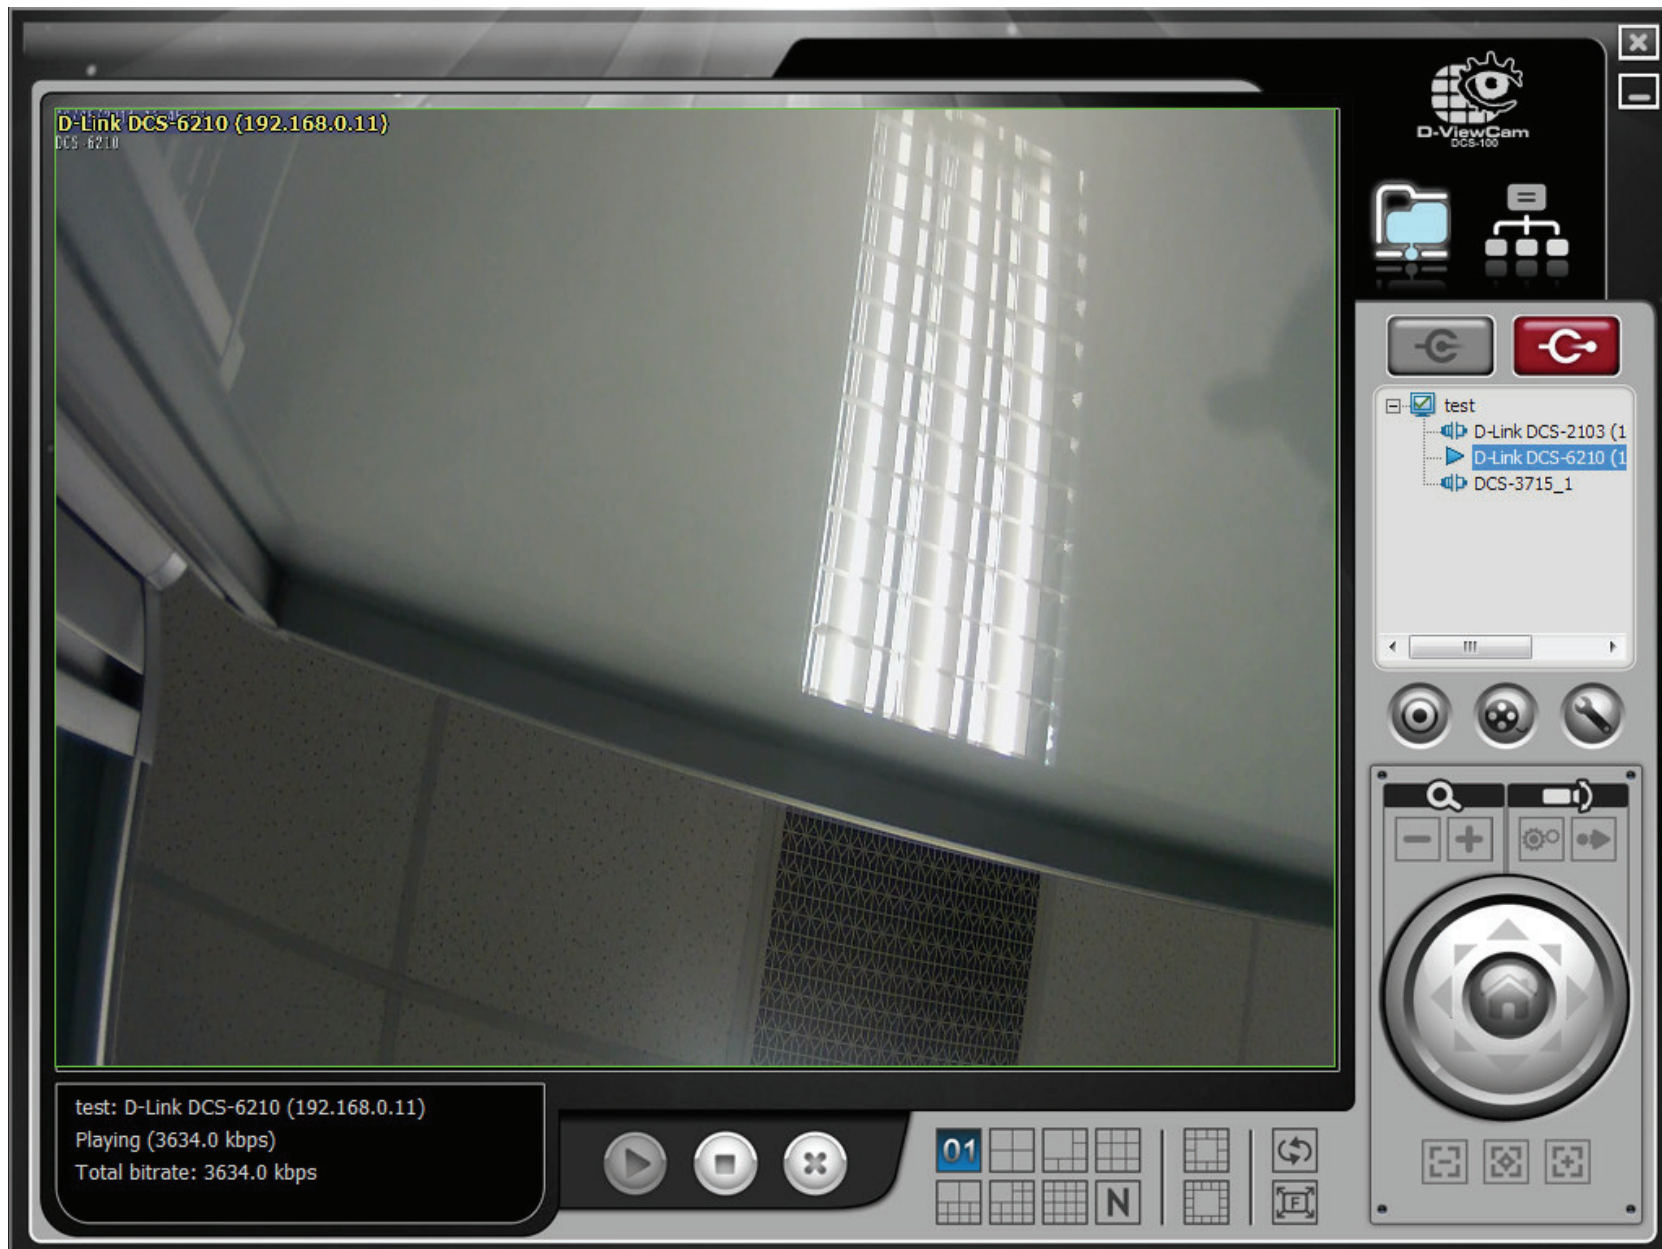 D-Link DCS-6210 (192.168.0.11)
DCS-6210
D-ViewCam
DCS-100
test
D-Link DCS-2103 (1
D-Link DCS-6210 (1
DCS-3715_1
test: D-Link DCS-6210 (192.168.0.11)
Playing (3634.0 kbps)
Total bitrate: 3634.0 kbps
01
N
F